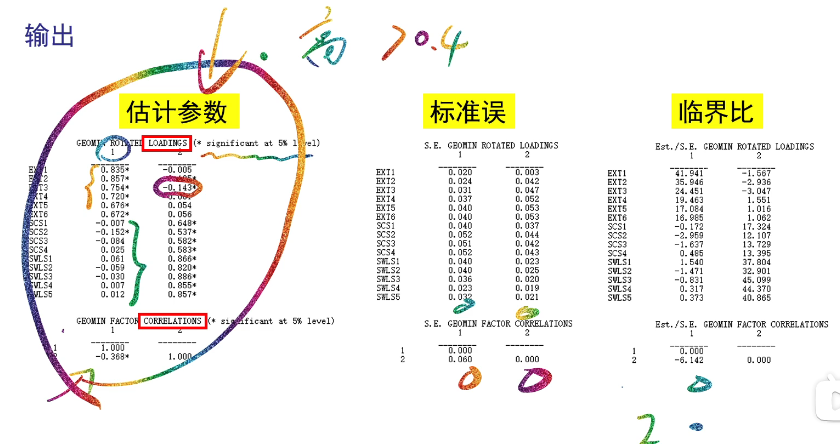 输出
高 >0.4
估计参数
GEOMIN ROTATED LOADINGS (* significant at 5% level)
1 2
EXT1 0.835* -0.005
EXT2 0.857*
EXT3 0.754* -0.143*
EXT4 0.720*
EXT5 0.676* 0.054
EXT6 0.672* 0.056
SCS1 -0.007 0.648*
SCS2 -0.152* 0.537*
SCS3 -0.084 0.582*
SCS4 0.025 0.583*
SWLS1 0.061 0.666*
SWLS2 -0.059 0.820*
SWLS3 -0.030 0.886*
SWLS4 0.007 0.855*
SWLS5 0.012 0.857*
GEOMIN FACTOR CORRELATIONS (* significant at 5% level)
1 2
1 1.000
2 -0.368* 1.000
标准误
S.E. GEOMIN ROTATED LOADINGS
1 2
EXT1 0.020 0.003
EXT2 0.024 0.042
EXT3 0.031 0.047
EXT4 0.037 0.052
EXT5 0.040 0.053
EXT6 0.040 0.053
SCS1 0.040 0.037
SCS2 0.052 0.044
SCS3 0.051 0.042
SCS4 0.052 0.043
SWLS1 0.040 0.023
SWLS2 0.040 0.025
SWLS3 0.036 0.020
SWLS4 0.023 0.019
SWLS5 0.032 0.021
S.E. GEOMIN FACTOR CORRELATIONS
1 2
1 0.000
2 0.060 0.000
临界比
Est./S.E. GEOMIN ROTATED LOADINGS
1 2
EXT1 41.941 -1.567
EXT2 35.946 -2.936
EXT3 24.451 -3.047
EXT4 19.463 1.551
EXT5 17.084 1.016
EXT6 16.985 1.062
SCS1 -0.172 17.324
SCS2 -2.959 12.107
SCS3 -1.637 13.729
SCS4 0.485 13.395
SWLS1 1.540 37.804
SWLS2 -1.471 32.901
SWLS3 -0.831 45.099
SWLS4 0.317 44.370
SWLS5 0.373 40.865
Est./S.E. GEOMIN FACTOR CORRELATIONS
1 2
1 0.000
2 -6.142 0.000